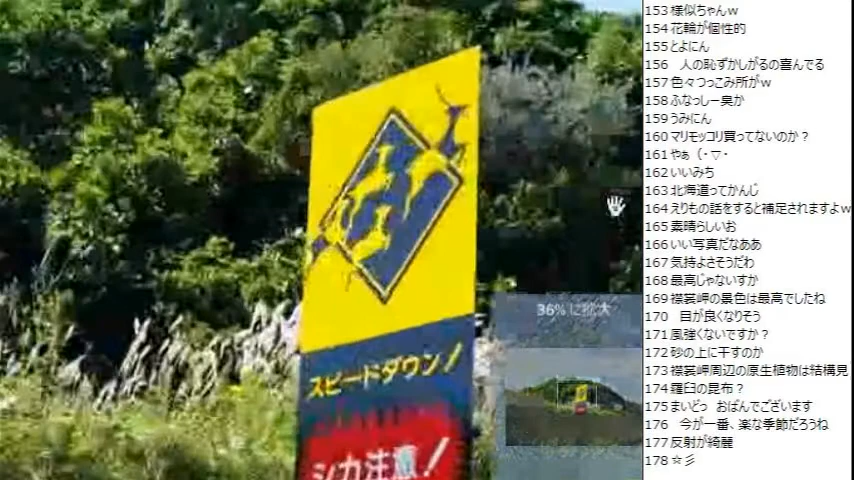 スピードダウン!
シカ注意!
36% に拡大
153 様似ちゃんｗ
154 花輪が個性的
155 とよにん
156　人の恥ずかしがるの喜んでる
157 色々つっこみ所がｗ
158 ふなっしー臭か
159 うみにん
160 マリモッコリ買ってないのか？
161 やぁ（・▽・
162 いいみち
163 北海道ってかんじ
164 えりもの話をすると補足されますよｗ
165 素晴らしいお
166 いい写真だなああ
167 気持よさそうだわ
168 最高じゃないすか
169 襟裳岬の景色は最高でしたね
170　目が良くなりそう
171 風強くないですか？
172 砂の上に干すのか
173 襟裳岬周辺の原生植物は結構見
174 羅臼の昆布？
175 まいどっ　おばんでございます
176　今が一番、楽な季節だろうね
177 反射が綺麗
178 ☆彡